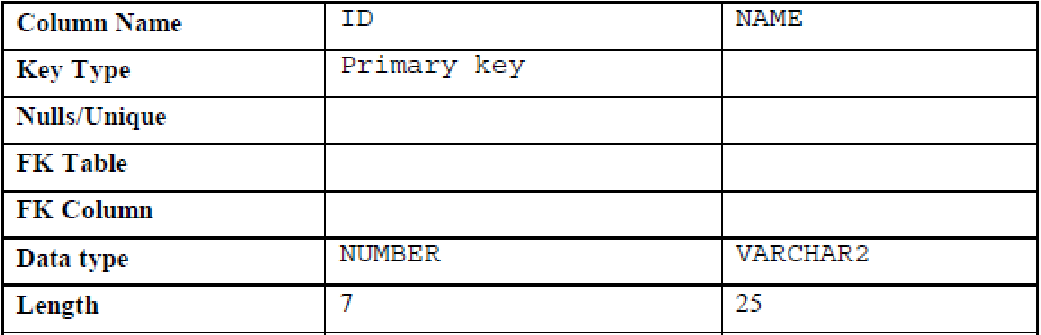 Column Name ID NAME
Key Type Primary key
Nulls/Unique
FK Table
FK Column
Data type NUMBER VARCHAR2
Length 7 25